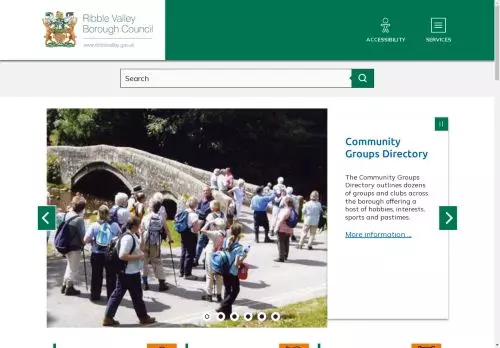 Ribble Valley
Borough Council
www.ribblevalley.gov.uk
ACCESSIBILITY
SERVICES
Search
Community
Groups Directory
The Community Groups
Directory outlines dozens
of groups and clubs across
the borough offering a
host of hobbies, interests,
sports and pastimes.
More information ...